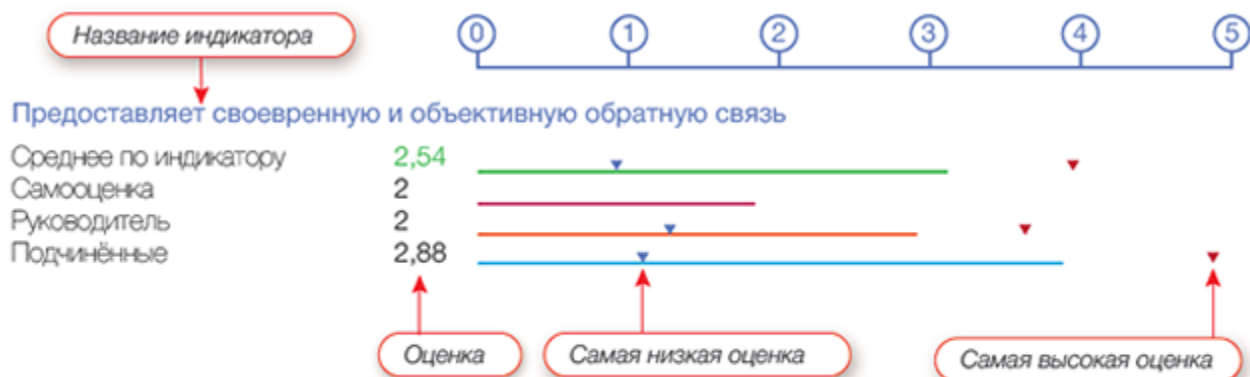 Название индикатора
0 1 2 3 4 5
Предоставляет своевренную и объективную обратную связь
Среднее по индикатору 2,54
Самооценка 2
Руководитель 2
Подчинённые 2,88
Оценка
Самая низкая оценка
Самая высокая оценка